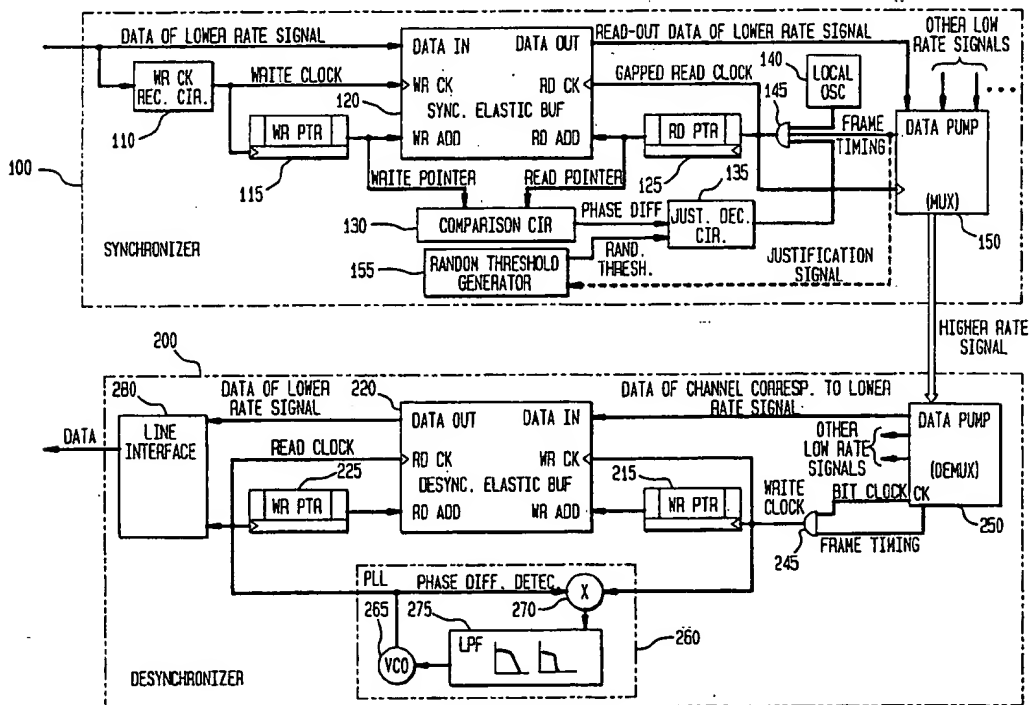 DATA OF LOWER RATE SIGNAL
WR CK
REC. CIR.
110
WRITE CLOCK
WR PTR
115
100
DATA IN
DATA OUT
WR CK
RD CK
120
SYNC. ELASTIC BUF
WR ADD
RD ADD
READ-OUT DATA OF LOWER RATE SIGNAL
GAPPED READ CLOCK
140
LOCAL
OSC
145
OTHER LOW
RATE SIGNALS
RD PTR
125
FRAME
TIMING
DATA PUMP
(MUX)
150
WRITE POINTER
READ POINTER
130
COMPARISON CIR
PHASE DIFF
135
JUST. DEC.
CIR.
SYNCHRONIZER
155
RANDOM THRESHOLD
GENERATOR
RAND.
THRESH.
JUSTIFICATION
SIGNAL
HIGHER RATE
SIGNAL
200
280
DATA OF LOWER
RATE SIGNAL
220
DATA OF CHANNEL CORRESP. TO LOWER
RATE SIGNAL
DATA
LINE
INTERFACE
DATA OUT
DATA IN
READ CLOCK
RD CK
WR CK
225
DESYNC. ELASTIC BUF
215
WR PTR
RD ADD
WR ADD
WR PTR
OTHER
LOW RATE
SIGNALS
DATA PUMP
(DEMUX)
WRITE
CLOCK
BIT CLOCK
CK
250
245
FRAME TIMING
PLL
PHASE DIFF. DETEC.
X
265
275
270
260
LPF
VCO
DESYNCHRONIZER